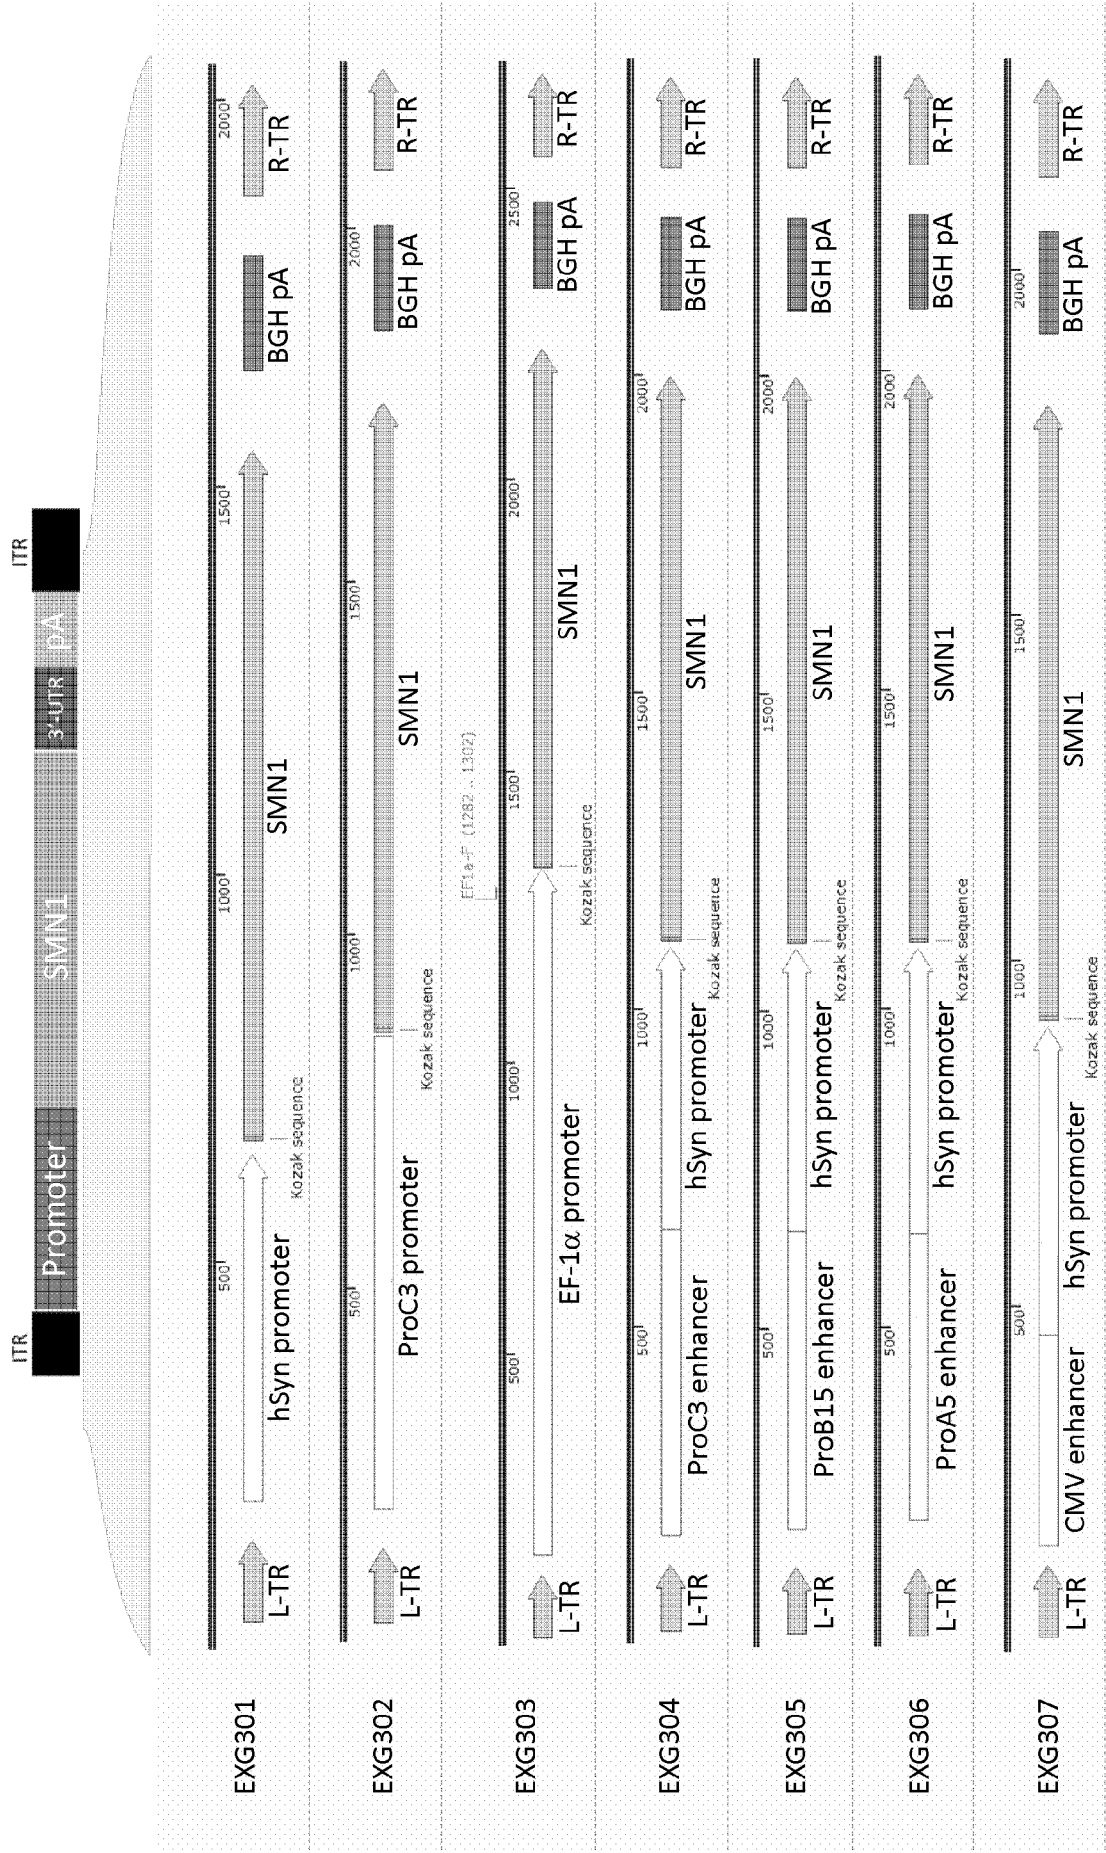 ITR
Promoter
SMN1
3'-UTR
pA
ITR
EXG301
500
1000
1500
2000
L-TR
hSyn promoter
Kozak sequence
SMN1
BGH pA
R-TR
EXG302
500
1000
1500
2000
L-TR
ProC3 promoter
Kozak sequence
SMN1
BGH pA
R-TR
EXG303
EF1a-F (1282 .. 1302)
500
1000
1500
2000
2500
L-TR
EF-1α promoter
Kozak sequence
SMN1
BGH pA
R-TR
EXG304
500
1000
1500
2000
L-TR
ProC3 enhancer
hSyn promoter
Kozak sequence
SMN1
BGH pA
R-TR
EXG305
500
1000
1500
2000
L-TR
ProB15 enhancer
hSyn promoter
Kozak sequence
SMN1
BGH pA
R-TR
EXG306
500
1000
1500
2000
L-TR
ProA5 enhancer
hSyn promoter
Kozak sequence
SMN1
BGH pA
R-TR
EXG307
500
1000
1500
2000
L-TR
CMV enhancer
hSyn promoter
Kozak sequence
SMN1
BGH pA
R-TR